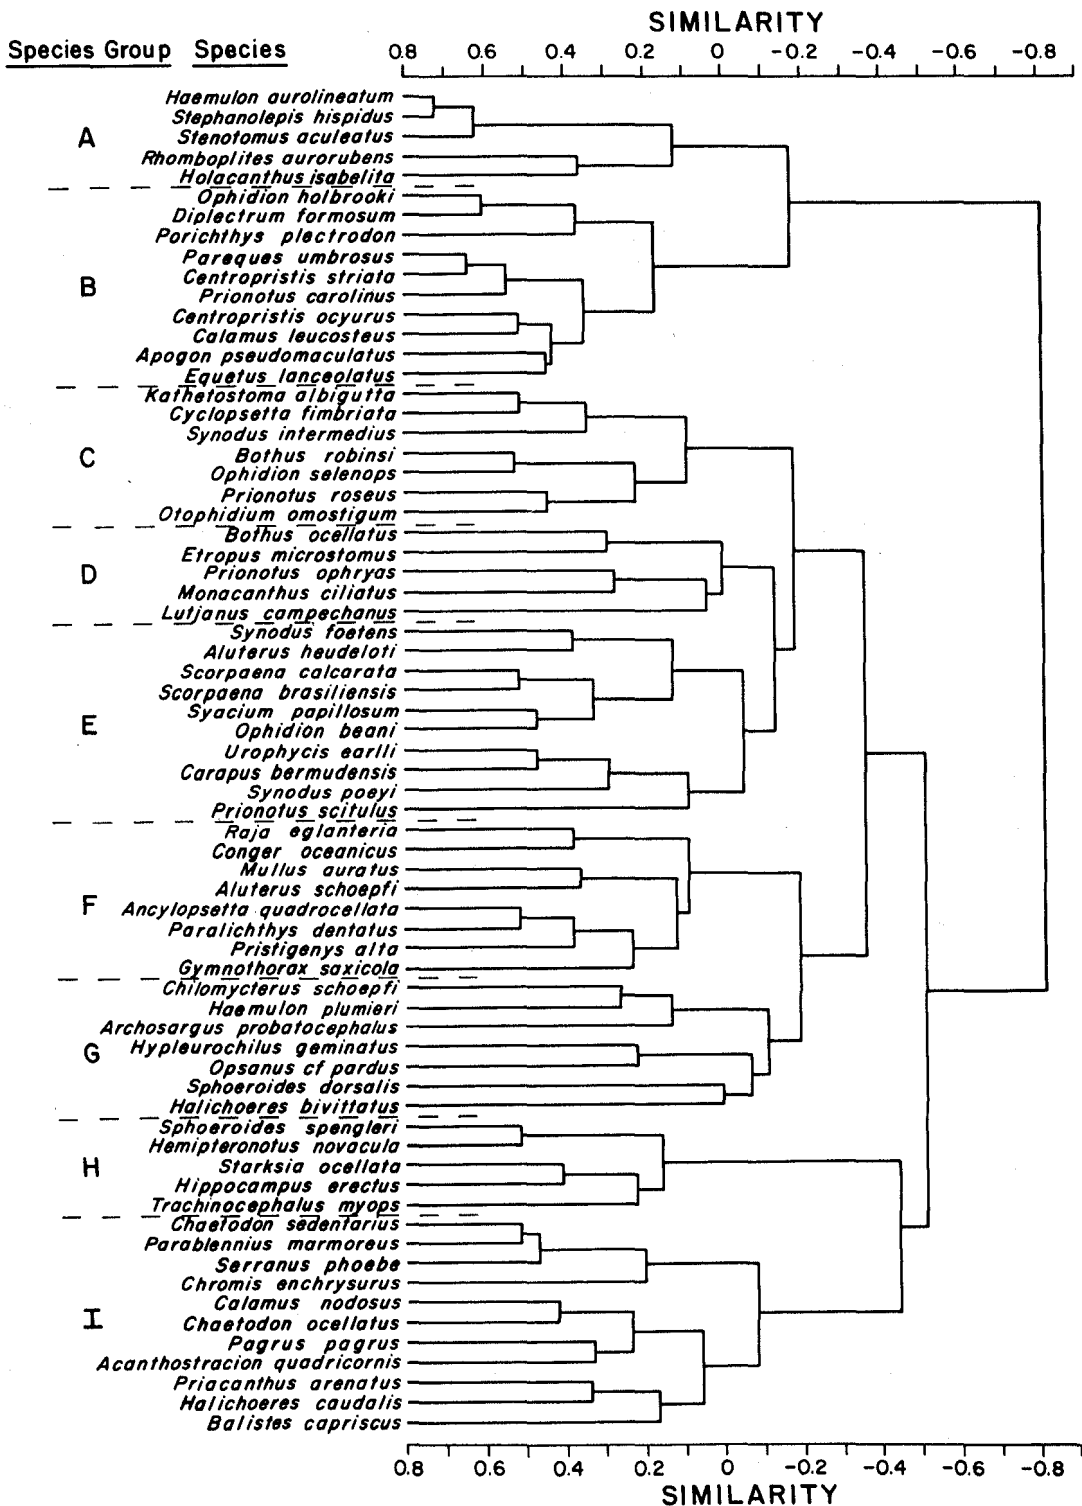 SIMILARITY
Species Group Species
0.8 0.6 0.4 0.2 0 -0.2 -0.4 -0.6 -0.8
A
Haemulon aurolineatum
Stephanolepis hispidus
Stenotomus aculeatus
Rhomboplites aurorubens
Holacanthus isabelita
B
Ophidion holbrooki
Diplectrum formosum
Porichthys plectrodon
Pareques umbrosus
Centropristis striata
Prionotus carolinus
Centropristis ocyurus
Calamus leucosteus
Apogon pseudomaculatus
Equetus lanceolatus
C
Kathetostoma albigutta
Cyclopsetta fimbriata
Synodus intermedius
Bothus robinsi
Ophidion selenops
Prionotus roseus
Otophidium omostigum
D
Bothus ocellatus
Etropus microstomus
Prionotus ophryas
Monacanthus ciliatus
Lutjanus campechanus
E
Synodus foetens
Aluterus heudeloti
Scorpaena calcarata
Scorpaena brasiliensis
Syacium papillosum
Ophidion beani
Urophycis earlli
Carapus bermudensis
Synodus poeyi
Prionotus scitulus
F
Raja eglanteria
Conger oceanicus
Mullus auratus
Aluterus schoepfi
Ancylopsetta quadrocellata
Paralichthys dentatus
Pristigenys alta
Gymnothorax saxicola
G
Chilomycterus schoepfi
Haemulon plumieri
Archosargus probatocephalus
Hypleurochilus geminatus
Opsanus cf pardus
Sphoeroides dorsalis
Halichoeres bivittatus
H
Sphoeroides spengleri
Hemipteronotus novacula
Starksia ocellata
Hippocampus erectus
Trachinocephalus myops
I
Chaetodon sedentarius
Parablennius marmoreus
Serranus phoebe
Chromis enchrysurus
Calamus nodosus
Chaetodon ocellatus
Pagrus pagrus
Acanthostracion quadricornis
Priacanthus arenatus
Halichoeres caudalis
Balistes capriscus
0.8 0.6 0.4 0.2 0 -0.2 -0.4 -0.6 -0.8
SIMILARITY